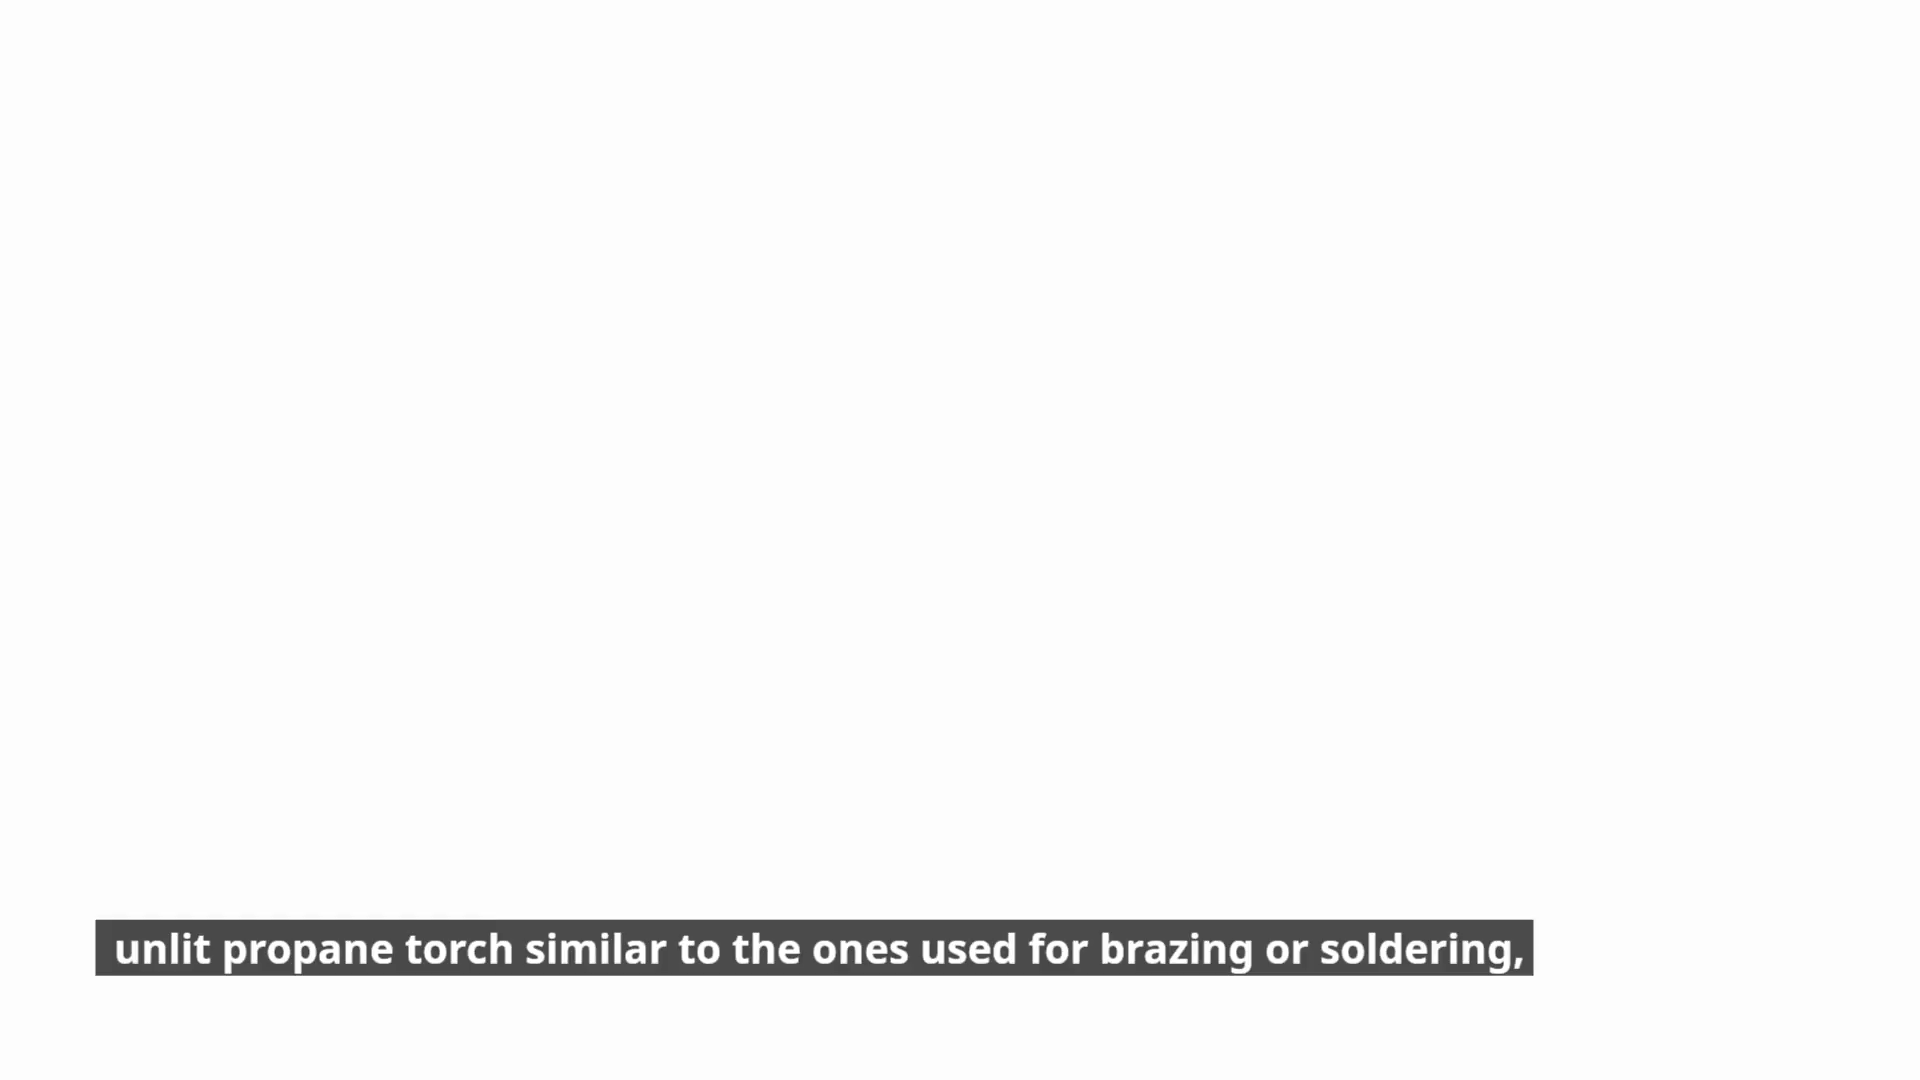 unlit propane torch similar to the ones used for brazing or soldering,